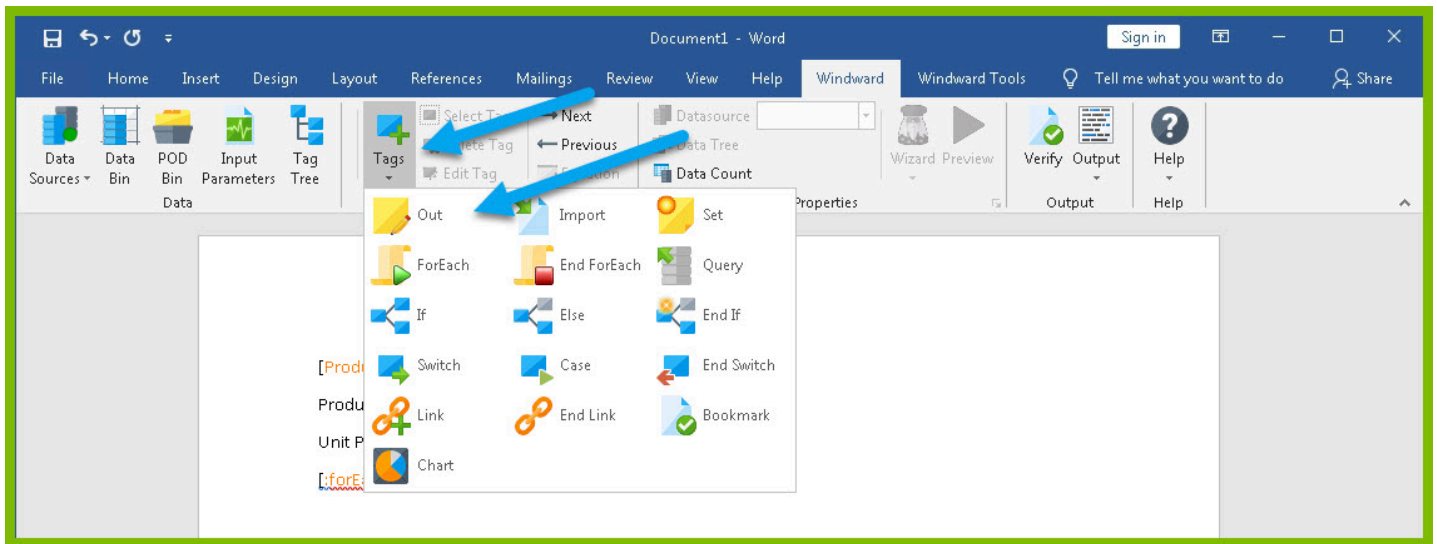 Document1 - Word
Sign in
File Home Insert Design Layout References Mailings Review View Help Windward Windward Tools Tell me what you want to do Share
Data Sources
Data Bin
POD Bin
Input Parameters
Tag Tree
Data
Tags
Select
Next
Tag
Previous
Edit Tag
Datasource
Data Tree
Data Count
Wizard Preview
Properties
Verify Output
Output
Help
Help
Out Import Set
ForEach End ForEach Query
If Else End If
Switch Case End Switch
Link End Link Bookmark
Chart
[Prod
Produ
Unit P
[:forE